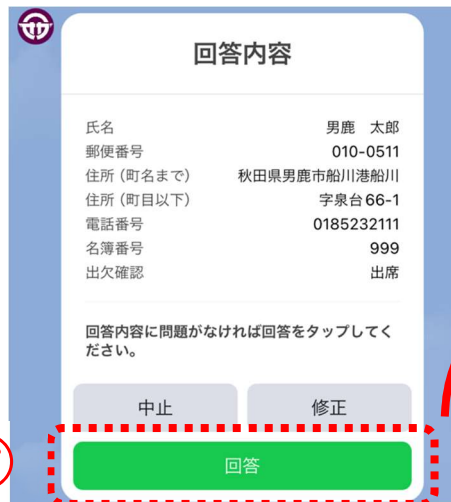 回答内容
氏名 男鹿 太郎
郵便番号 010-0511
住所（町名まで） 秋田県男鹿市船川港船川
住所（町目以下） 字泉台66-1
電話番号 0185232111
名簿番号 999
出欠確認 出席
回答内容に問題がなければ回答をタップしてく
ださい。
中止 修正
回答